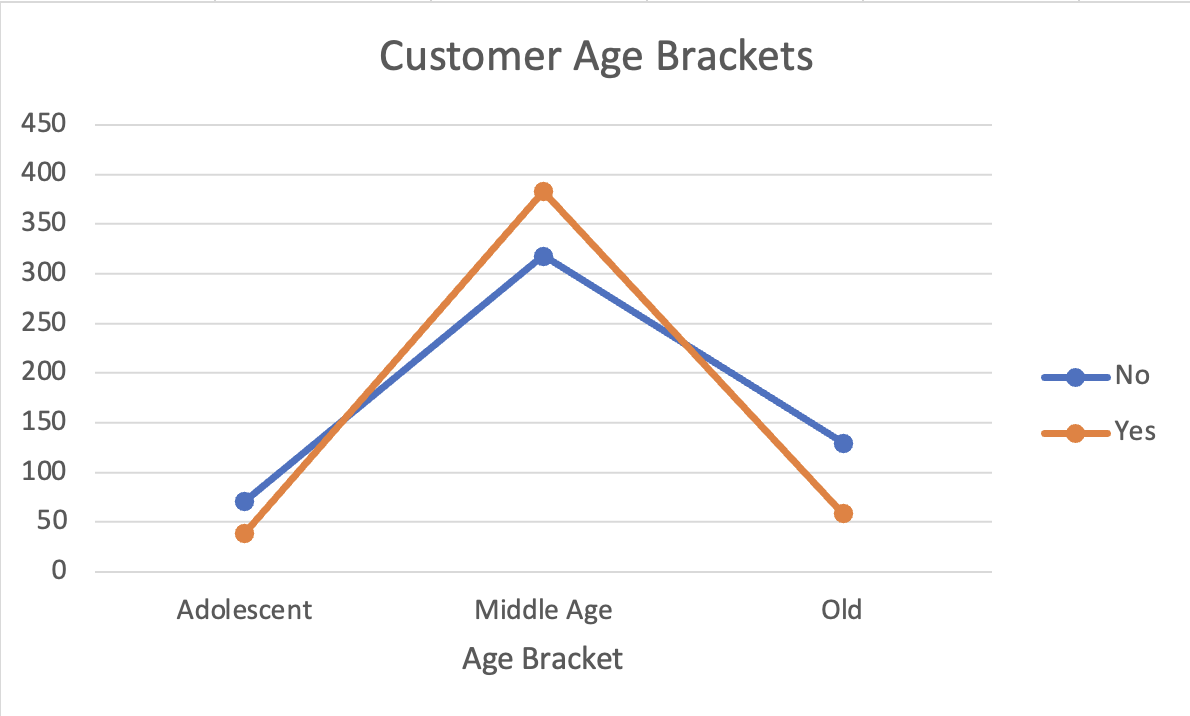 Customer Age Brackets
450
400
350
300
250
200
150
100
50
0
Adolescent Middle Age Old
Age Bracket
No
Yes